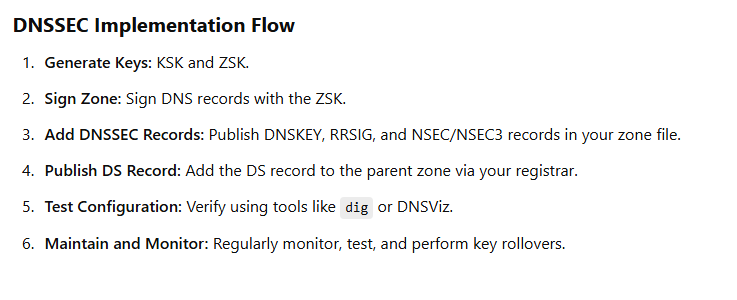 DNSSEC Implementation Flow
1. Generate Keys: KSK and ZSK.
2. Sign Zone: Sign DNS records with the ZSK.
3. Add DNSSEC Records: Publish DNSKEY, RRSIG, and NSEC/NSEC3 records in your zone file.
4. Publish DS Record: Add the DS record to the parent zone via your registrar.
5. Test Configuration: Verify using tools like dig or DNSViz.
6. Maintain and Monitor: Regularly monitor, test, and perform key rollovers.